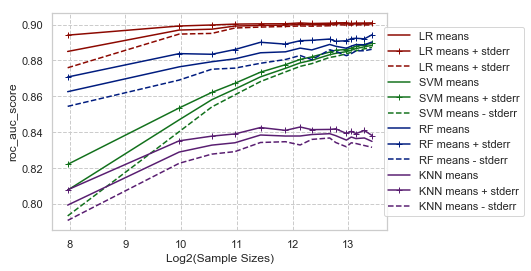 0.90
0.88
0.86
0.84
0.82
0.80
roc_auc_score
8
9
10
11
12
13
Log2(Sample Sizes)
LR means
LR means + stderr
LR means + stderr
SVM means
SVM means + stderr
SVM means - stderr
RF means
RF means + stderr
RF means - stderr
KNN means
KNN means + stderr
KNN means - stderr